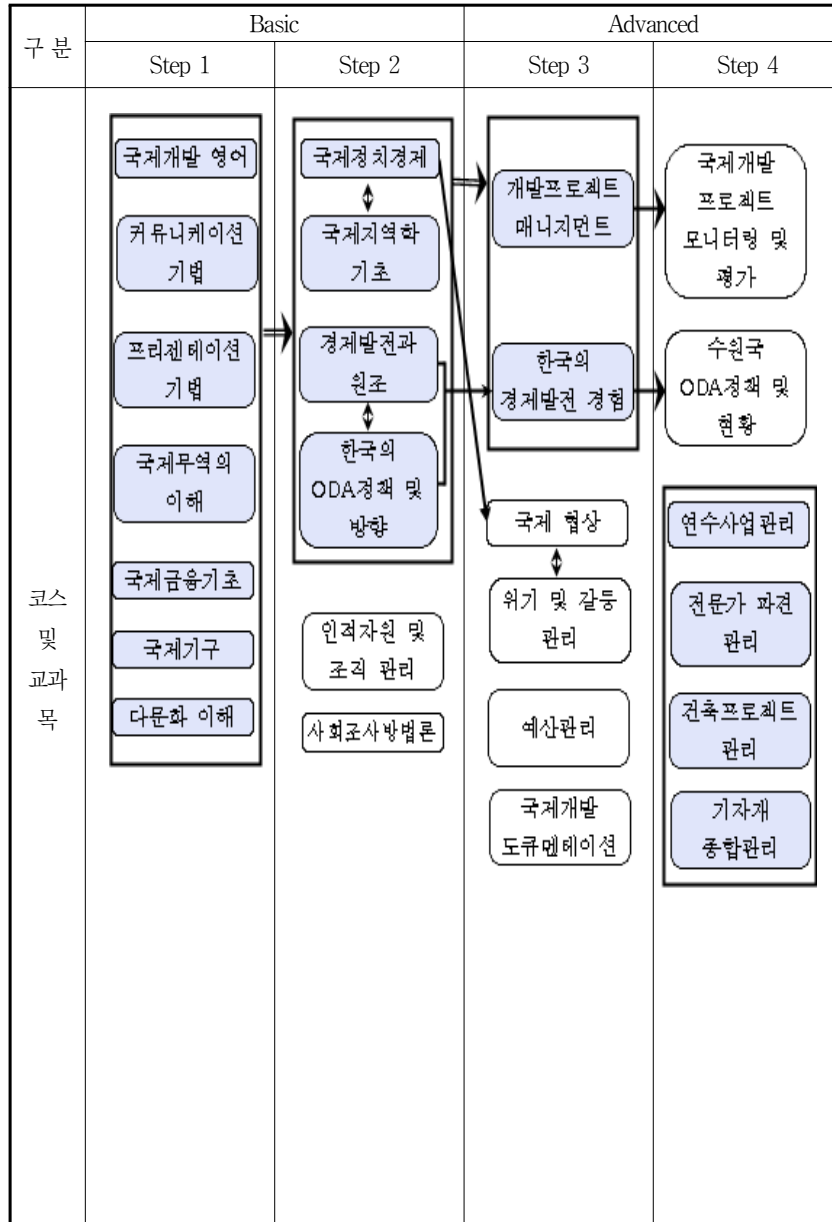 구 분
Basic
Advanced
Step 1
Step 2
Step 3
Step 4
코스
및
교과
목
국제개발 영어
커뮤니케이션
기법
프리젠테이션
기법
국제무역의
이해
국제금융기초
국제기구
다문화 이해
국제정치경제
국제지역학
기초
경제발전과
원조
한국의
ODA정책 및
방향
인적자원 및
조직 관리
사회조사방법론
개발프로젝트
매니지먼트
한국의
경제발전 경험
국제 협상
위기 및 갈등
관리
예산관리
국제개발
도큐멘테이션
국제개발
프로젝트
모니터링 및
평가
수원국
ODA정책 및
현황
연수사업관리
전문가 파견
관리
건축프로젝트
관리
기자재
종합관리